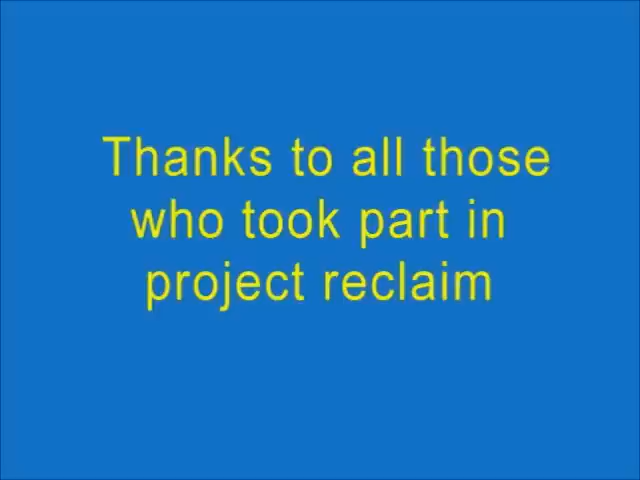 Thanks to all those
who took part in
project reclaim